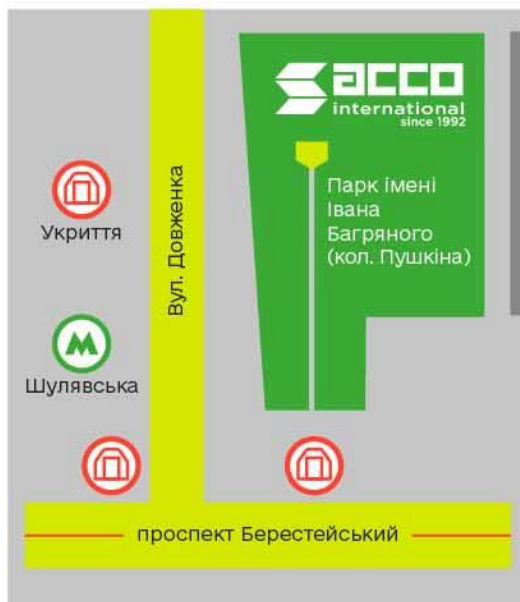 acco
international
since 1992
Парк імені
Івана
Багряного
(кол. Пушкіна)
Вул. Довженка
Укриття
М
Шулявська
проспект Берестейський